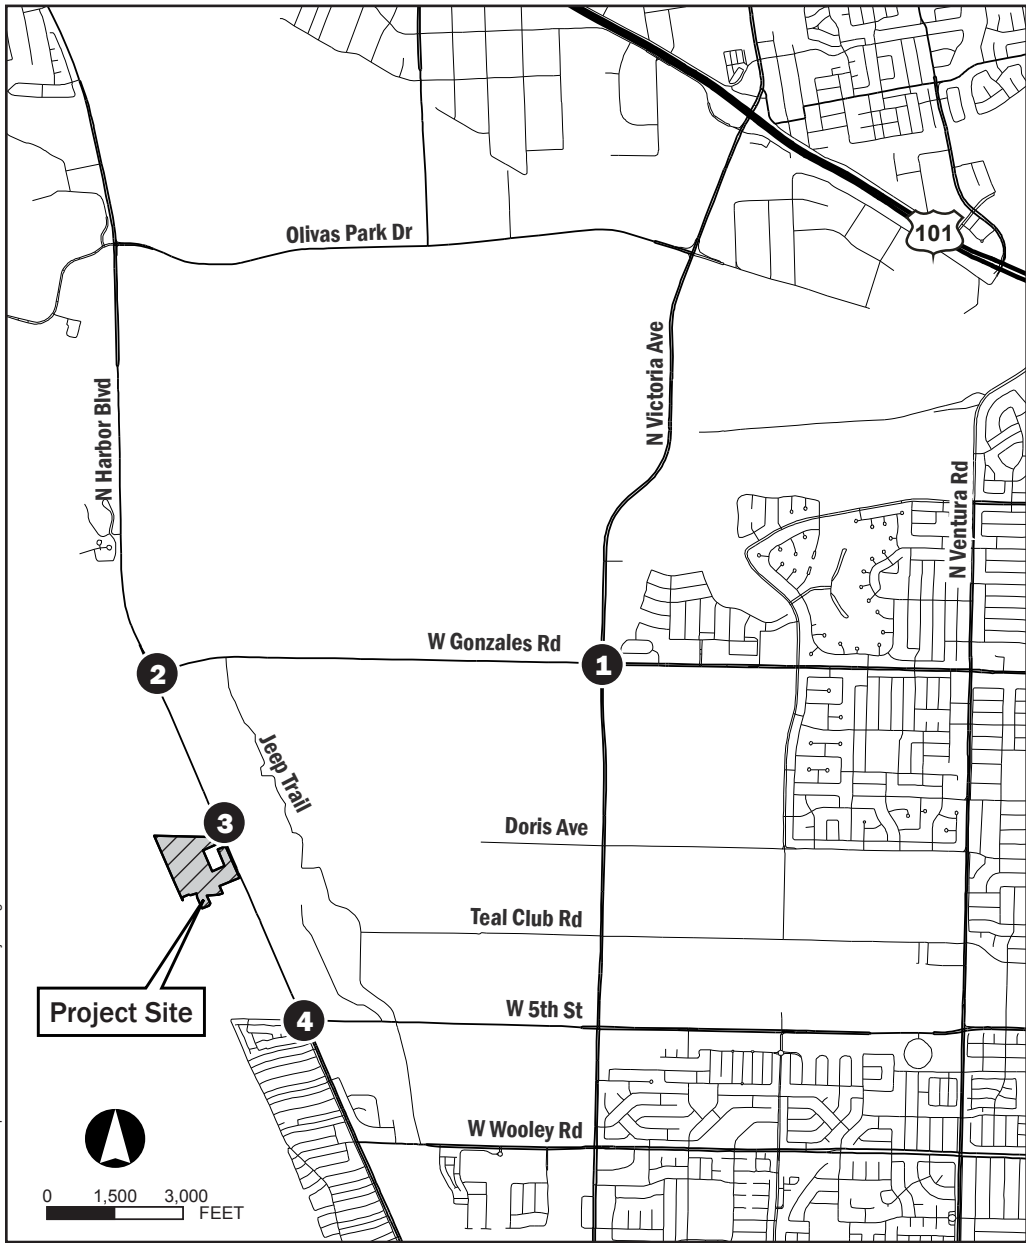 Olivas Park Dr
101
N Victoria Ave
N Harbor Blvd
N Ventura Rd
W Gonzales Rd
1
2
Jeep Trail
3
Doris Ave
Teal Club Rd
Project Site
W 5th St
4
W Wooley Rd
0 1,500 3,000
FEET